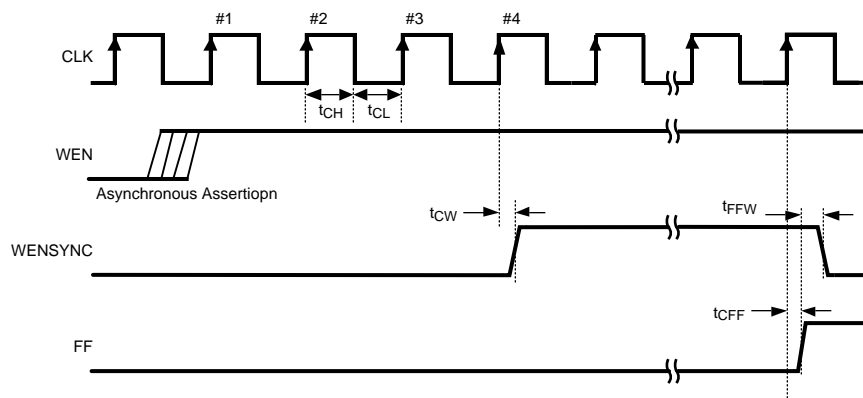 #1 #2 #3 #4
CLK
tCH tCL
WEN
Asynchronous Assertiopn
tCW tFFW
WENSYNC
tCFF
FF